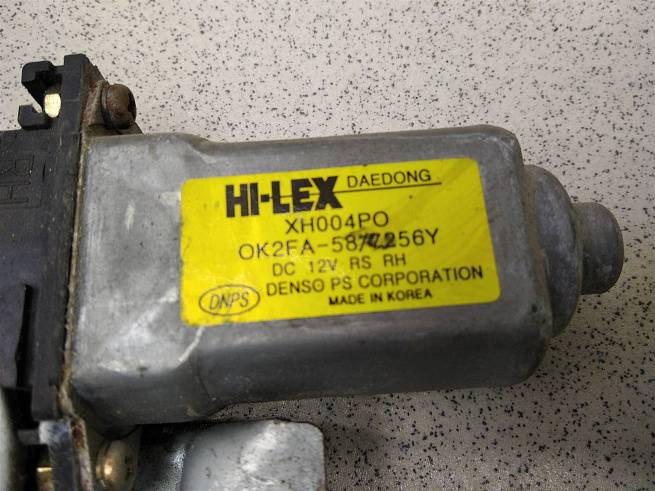 HI-LEX DAEDONG
XH004PO
DC 12V RS RH
DNPS
DENSO PS CORPORATION
MADE IN KOREA